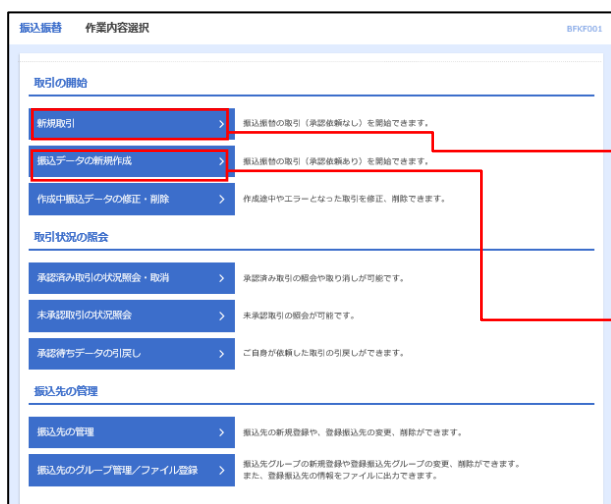 振込振替 作業内容選択 BFKF001
取引の開始
新規取引 振込振替の取引（承認依頼なし）を開始できます。
振込データの新規作成 振込振替の取引（承認依頼あり）を開始できます。
作成中振込データの修正・削除 作成途中やエラーとなった取引を修正、削除できます。
取引状況の照会
承認済み取引の状況照会・取消 承認済み取引の照会や取り消しが可能です。
未承認取引の状況照会 未承認取引の照会が可能です。
承認待ちデータの引戻し ご自身が依頼した取引の引戻しができます。
振込先の管理
振込先の管理 振込先の新規登録や、登録振込先の変更、削除ができます。
振込先のグループ管理／ファイル登録 振込先グループの新規登録や登録振込先グループの変更、削除ができます。
また、登録振込先の情報をファイルに出力できます。